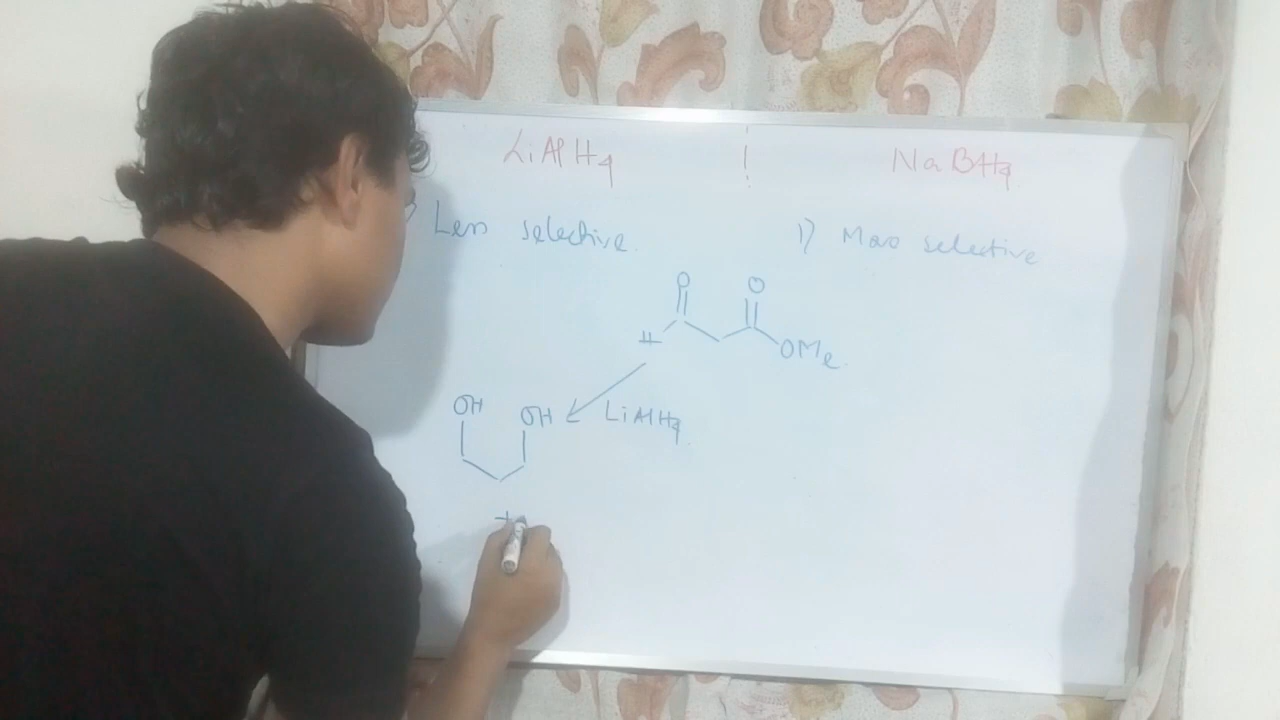 LiAlH4 NaBH4
Less selective.
1) More selective
O O
H OMe
OH OH LiAlH4
+